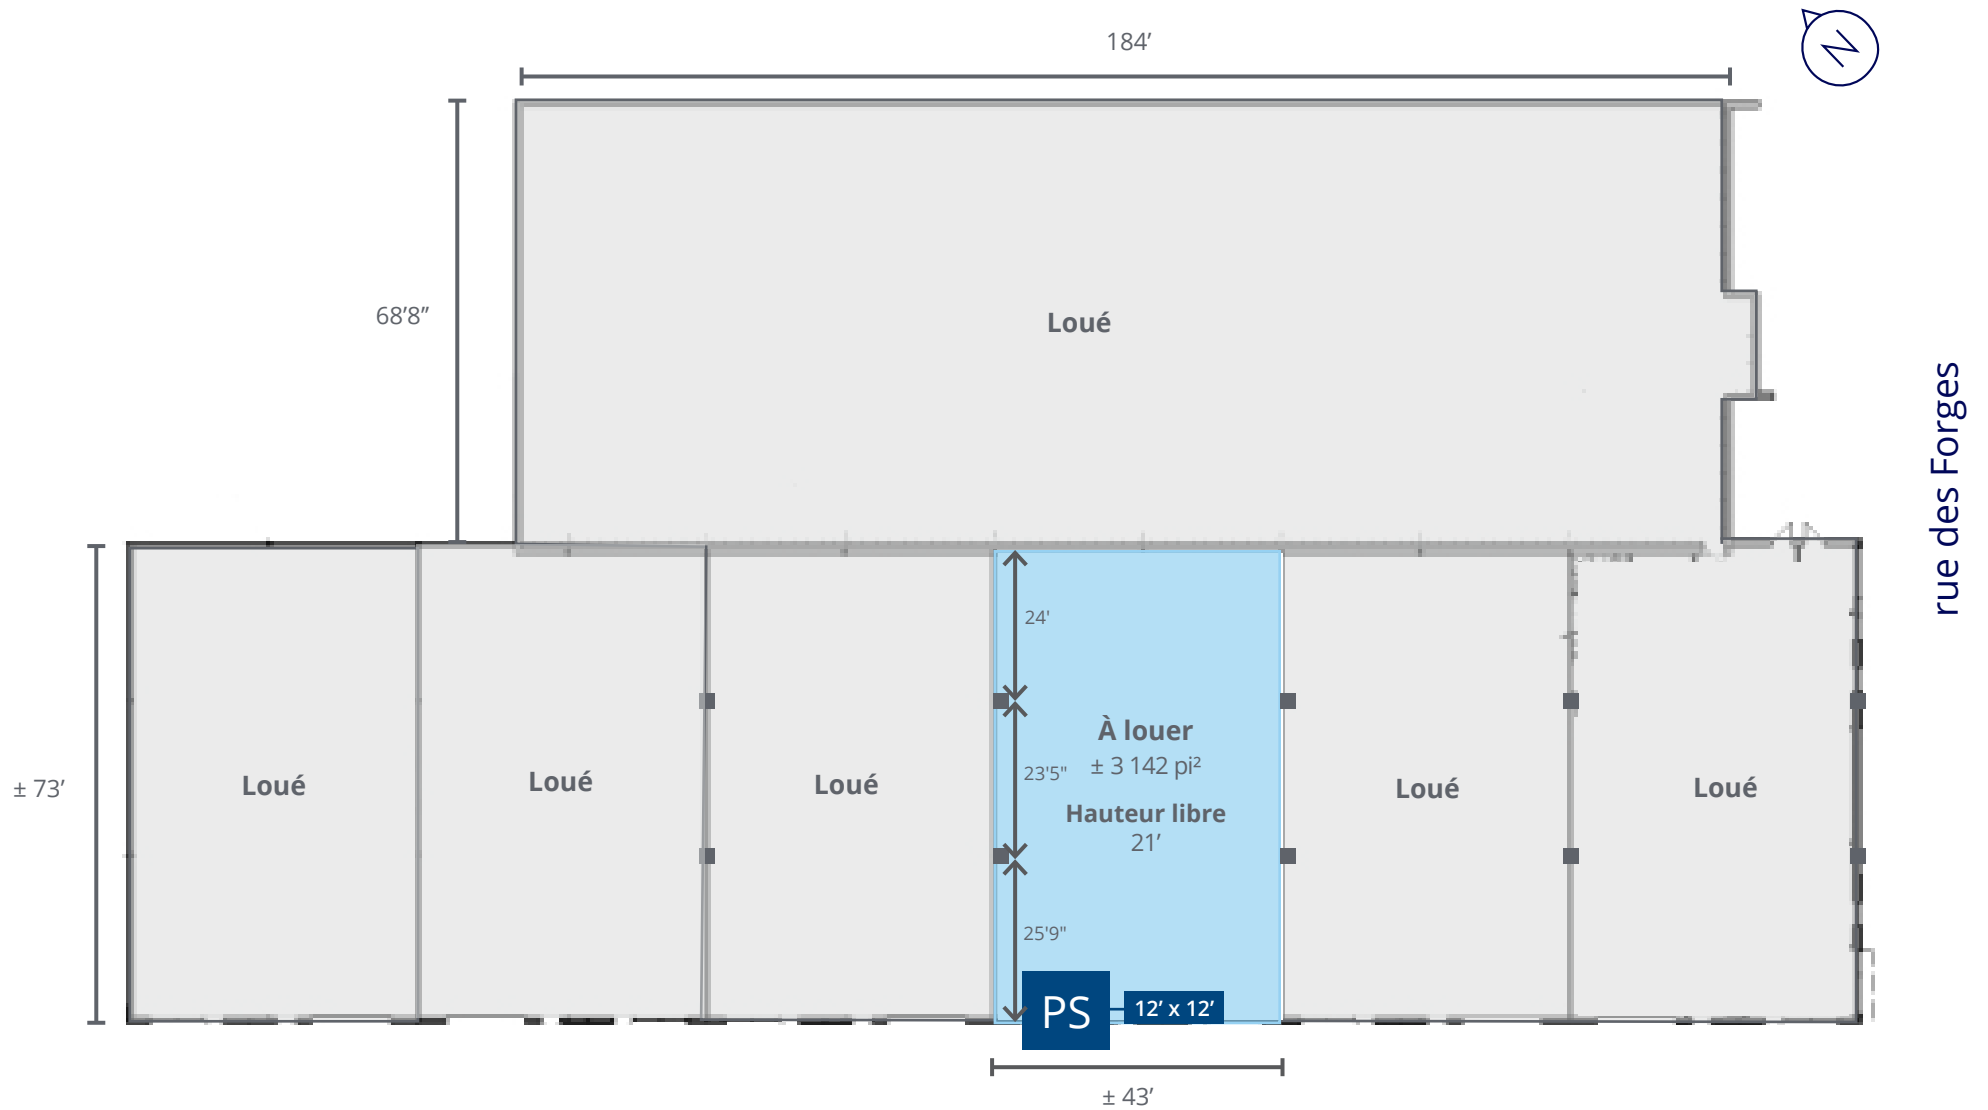 184’
N
68’8”
Loué
rue des Forges
± 73’
Loué
Loué
Loué
24'
23'5"
25'9"
À louer
± 3 142 pi²
Hauteur libre
21’
Loué
Loué
PS
12’ x 12’
± 43’